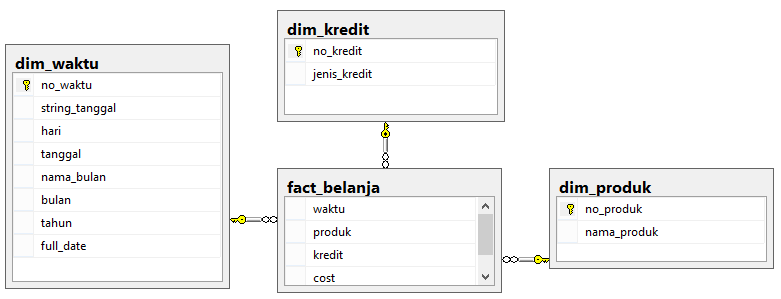 dim_waktu
no_waktu
string_tanggal
hari
tanggal
nama_bulan
bulan
tahun
full_date
dim_kredit
no_kredit
jenis_kredit
fact_belanja
waktu
produk
kredit
cost
dim_produk
no_produk
nama_produk